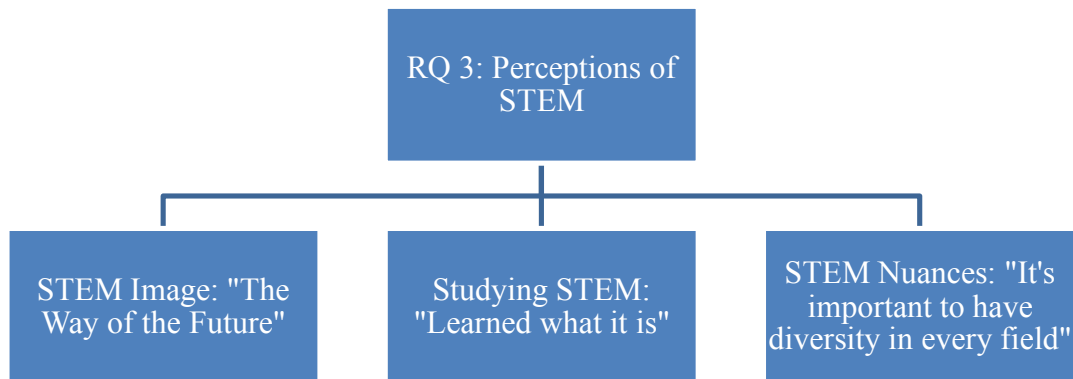 RQ 3: Perceptions of
STEM
STEM Image: "The
Way of the Future"
Studying STEM:
"Learned what it is"
STEM Nuances: "It's
important to have
diversity in every field"